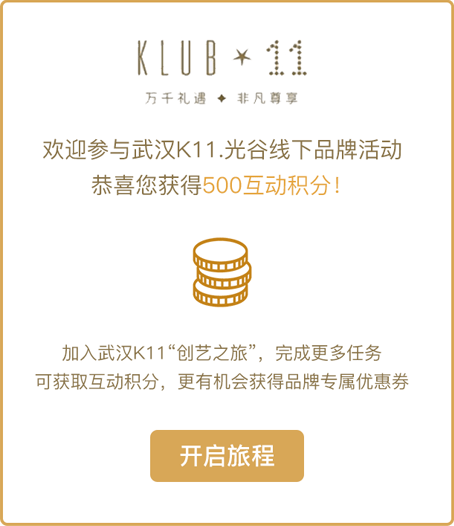 KLUB ★ 11
万千礼遇 ✦ 非凡尊享
欢迎参与武汉K11.光谷线下品牌活动
恭喜您获得500互动积分！
加入武汉K11“创艺之旅”，完成更多任务
可获取互动积分，更有机会获得品牌专属优惠券
开启旅程